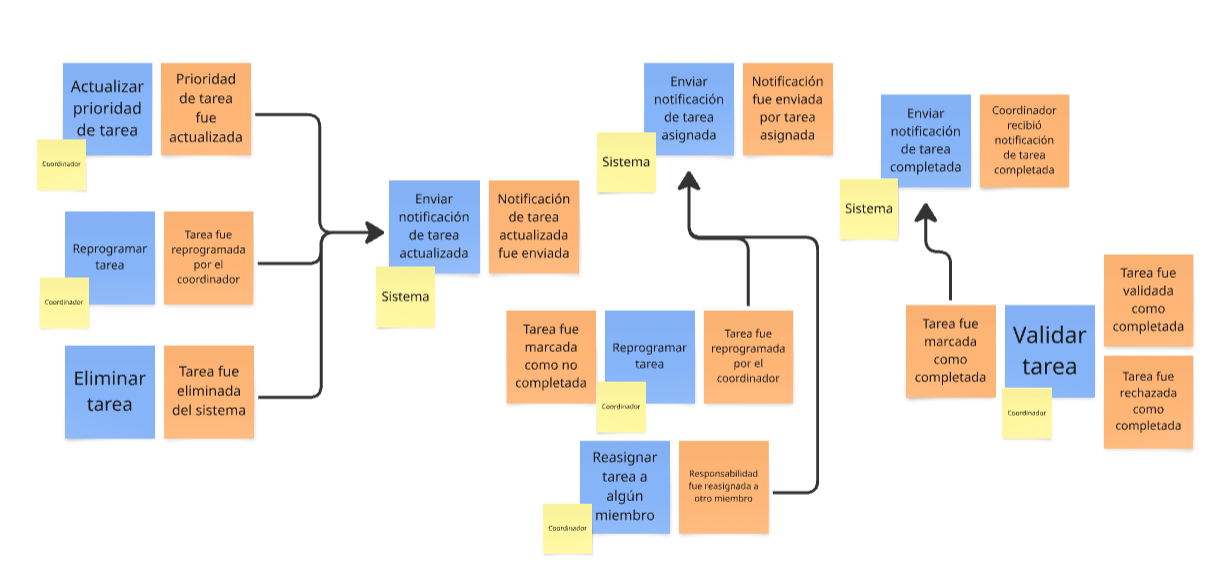 Actualizar
prioridad
de tarea
Prioridad
de tarea
fue
actualizada
Coordinador
Reprogramar
tarea
Tarea fue
reprogramada
por el
coordinador
Coordinador
Eliminar
tarea
Tarea fue
eliminada
del sistema
Enviar
notificación
de tarea
actualizada
Notificación
de tarea
actualizada
fue enviada
Sistema
Enviar
notificación
de tarea
asignada
Notificación
fue enviada
por tarea
asignada
Sistema
Tarea fue
marcada
como no
completada
Reprogramar
tarea
Tarea fue
reprogramada
por el
coordinador
Coordinador
Reasignar
tarea a
algún
miembro
Responsabilidad
fue reasignada a
otro miembro
Coordinador
Enviar
notificación
de tarea
completada
Coordinador
recibió
notificación
de tarea
completada
Sistema
Tarea fue
marcada
como
completada
Validar
tarea
Coordinador
Tarea fue
validada
como
completada
Tarea fue
rechazada
como
completada